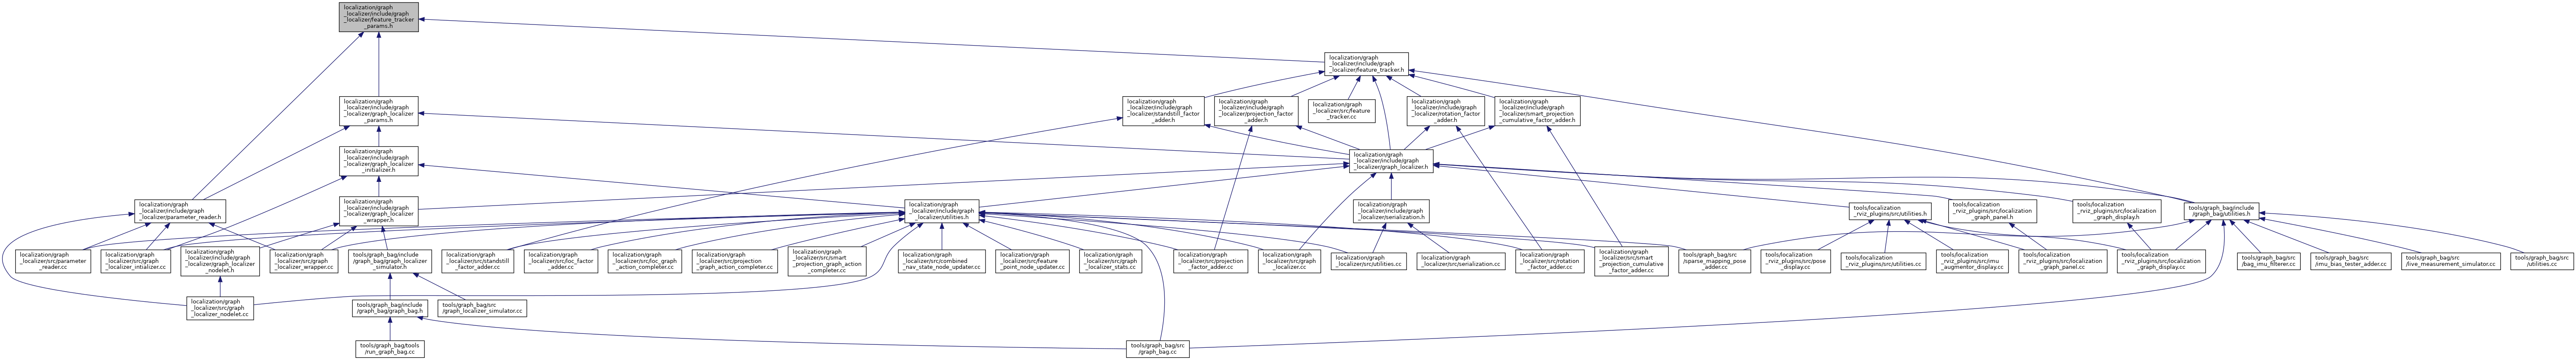 localization/graph
_localizer/include/graph
_localizer/feature_tracker
_params.h
localization/graph
_localizer/include/graph
_localizer/feature_tracker.h
localization/graph
_localizer/include/graph
_localizer/graph_localizer
_params.h
localization/graph
_localizer/include/graph
_localizer/standstill_factor
_adder.h
localization/graph
_localizer/include/graph
_localizer/projection_factor
_adder.h
localization/graph
_localizer/src/feature
_tracker.cc
localization/graph
_localizer/include/graph
_localizer/rotation_factor
_adder.h
localization/graph
_localizer/include/graph
_localizer/smart_projection
_cumulative_factor_adder.h
localization/graph
_localizer/include/graph
_localizer/graph_localizer
_initializer.h
localization/graph
_localizer/include/graph
_localizer/graph_localizer.h
localization/graph
_localizer/include/graph
_localizer/parameter_reader.h
localization/graph
_localizer/include/graph
_localizer/graph_localizer
_wrapper.h
localization/graph
_localizer/include/graph
_localizer/utilities.h
localization/graph
_localizer/include/graph
_localizer/serialization.h
tools/localization
_rviz_plugins/src/utilities.h
tools/localization
_rviz_plugins/src/localization
_graph_panel.h
tools/localization
_rviz_plugins/src/localization
_graph_display.h
tools/graph_bag/include
/graph_bag/utilities.h
localization/graph
_localizer/src/parameter
_reader.cc
localization/graph
_localizer/src/graph
_localizer_intializer.cc
localization/graph
_localizer/include/graph
_localizer/graph_localizer
_nodelet.h
localization/graph
_localizer/src/graph
_localizer_wrapper.cc
tools/graph_bag/include
/graph_bag/graph_localizer
_simulator.h
localization/graph
_localizer/src/standstill
_factor_adder.cc
localization/graph
_localizer/src/loc_factor
_adder.cc
localization/graph
_localizer/src/loc_graph
_action_completer.cc
localization/graph
_localizer/src/projection
_graph_action_completer.cc
localization/graph
_localizer/src/smart
_projection_graph_action
_completer.cc
localization/graph
_localizer/src/combined
_nav_state_node_updater.cc
localization/graph
_localizer/src/feature
_point_node_updater.cc
localization/graph
_localizer/src/graph
_localizer_stats.cc
localization/graph
_localizer/src/projection
_factor_adder.cc
localization/graph
_localizer/src/graph
_localizer.cc
localization/graph
_localizer/src/utilities.cc
localization/graph
_localizer/src/serialization.cc
localization/graph
_localizer/src/rotation
_factor_adder.cc
localization/graph
_localizer/src/smart
_projection_cumulative
_factor_adder.cc
tools/graph_bag/src
/sparse_mapping_pose
_adder.cc
tools/localization
_rviz_plugins/src/pose
_display.cc
tools/localization
_rviz_plugins/src/utilities.cc
tools/localization
_rviz_plugins/src/imu
_augmentor_display.cc
tools/localization
_rviz_plugins/src/localization
_graph_panel.cc
tools/localization
_rviz_plugins/src/localization
_graph_display.cc
tools/graph_bag/src
/bag_imu_filterer.cc
tools/graph_bag/src
/imu_bias_tester_adder.cc
tools/graph_bag/src
/live_measurement_simulator.cc
tools/graph_bag/src
/utilities.cc
localization/graph
_localizer/src/graph
_localizer_nodelet.cc
tools/graph_bag/include
/graph_bag/graph_bag.h
tools/graph_bag/src
/graph_localizer_simulator.cc
tools/graph_bag/tools
/run_graph_bag.cc
tools/graph_bag/src
/graph_bag.cc